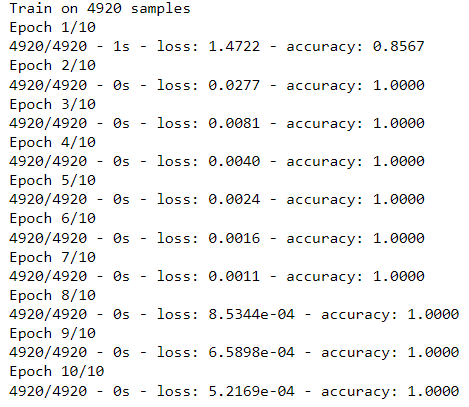 Train on 4920 samples
Epoch 1/10
4920/4920 - 1s - loss: 1.4722 - accuracy: 0.8567
Epoch 2/10
4920/4920 - 0s - loss: 0.0277 - accuracy: 1.0000
Epoch 3/10
4920/4920 - 0s - loss: 0.0081 - accuracy: 1.0000
Epoch 4/10
4920/4920 - 0s - loss: 0.0040 - accuracy: 1.0000
Epoch 5/10
4920/4920 - 0s - loss: 0.0024 - accuracy: 1.0000
Epoch 6/10
4920/4920 - 0s - loss: 0.0016 - accuracy: 1.0000
Epoch 7/10
4920/4920 - 0s - loss: 0.0011 - accuracy: 1.0000
Epoch 8/10
4920/4920 - 0s - loss: 8.5344e-04 - accuracy: 1.0000
Epoch 9/10
4920/4920 - 0s - loss: 6.5898e-04 - accuracy: 1.0000
Epoch 10/10
4920/4920 - 0s - loss: 5.2169e-04 - accuracy: 1.0000